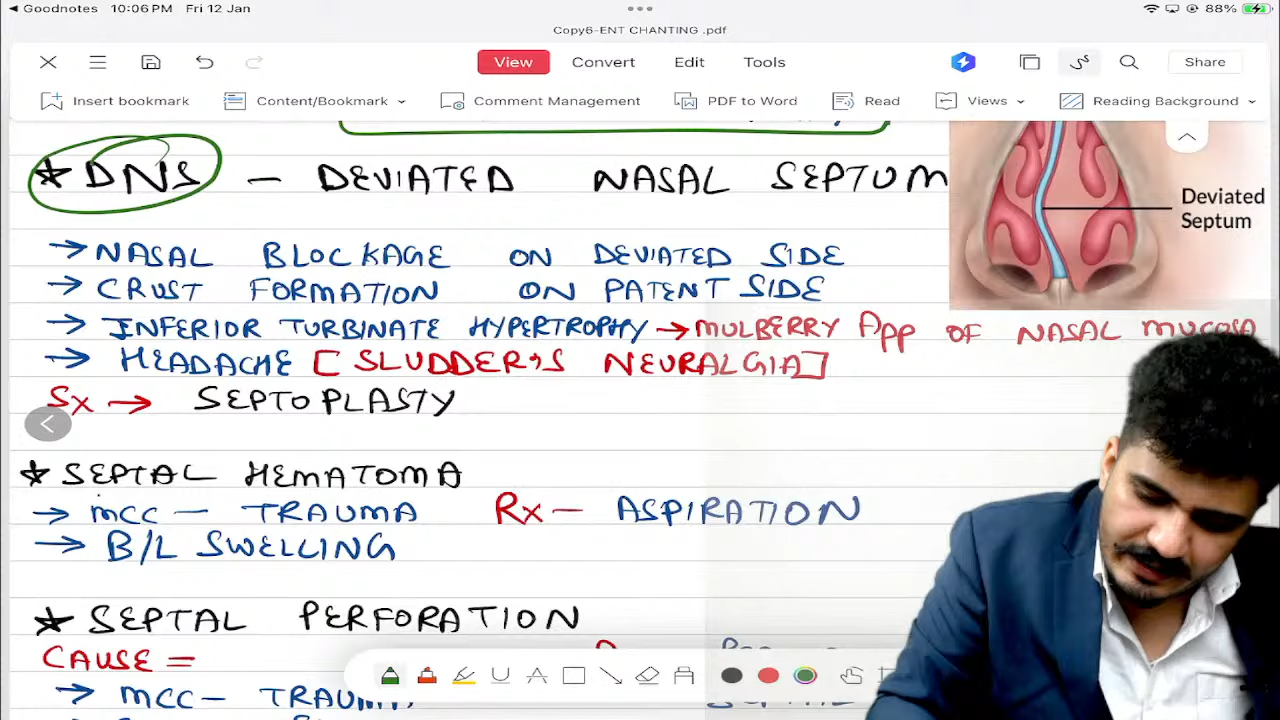 Goodnotes 10:06 PM Fri 12 Jan 88%
Copy6-ENT CHANTING .pdf
View Convert Edit Tools Share
Insert bookmark Content/Bookmark Comment Management PDF to Word Read Views Reading Background
★ DNS – DEVIATED NASAL SEPTUM
Deviated
Septum
→ NASAL BLOCKAGE ON DEVIATED SIDE
→ CRUST FORMATION ON PATENT SIDE
→ INFERIOR TURBINATE HYPERTROPHY → MULBERRY APP OF NASAL MUCOSA
→ HEADACHE [SLUDDER'S NEURALGIA]
Sx → SEPTOPLASTY
★ SEPTAL HEMATOMA
→ MCC – TRAUMA Rx – ASPIRATION
→ B/L SWELLING
★ SEPTAL PERFORATION
CAUSE =
→ MCC – TRAUMA